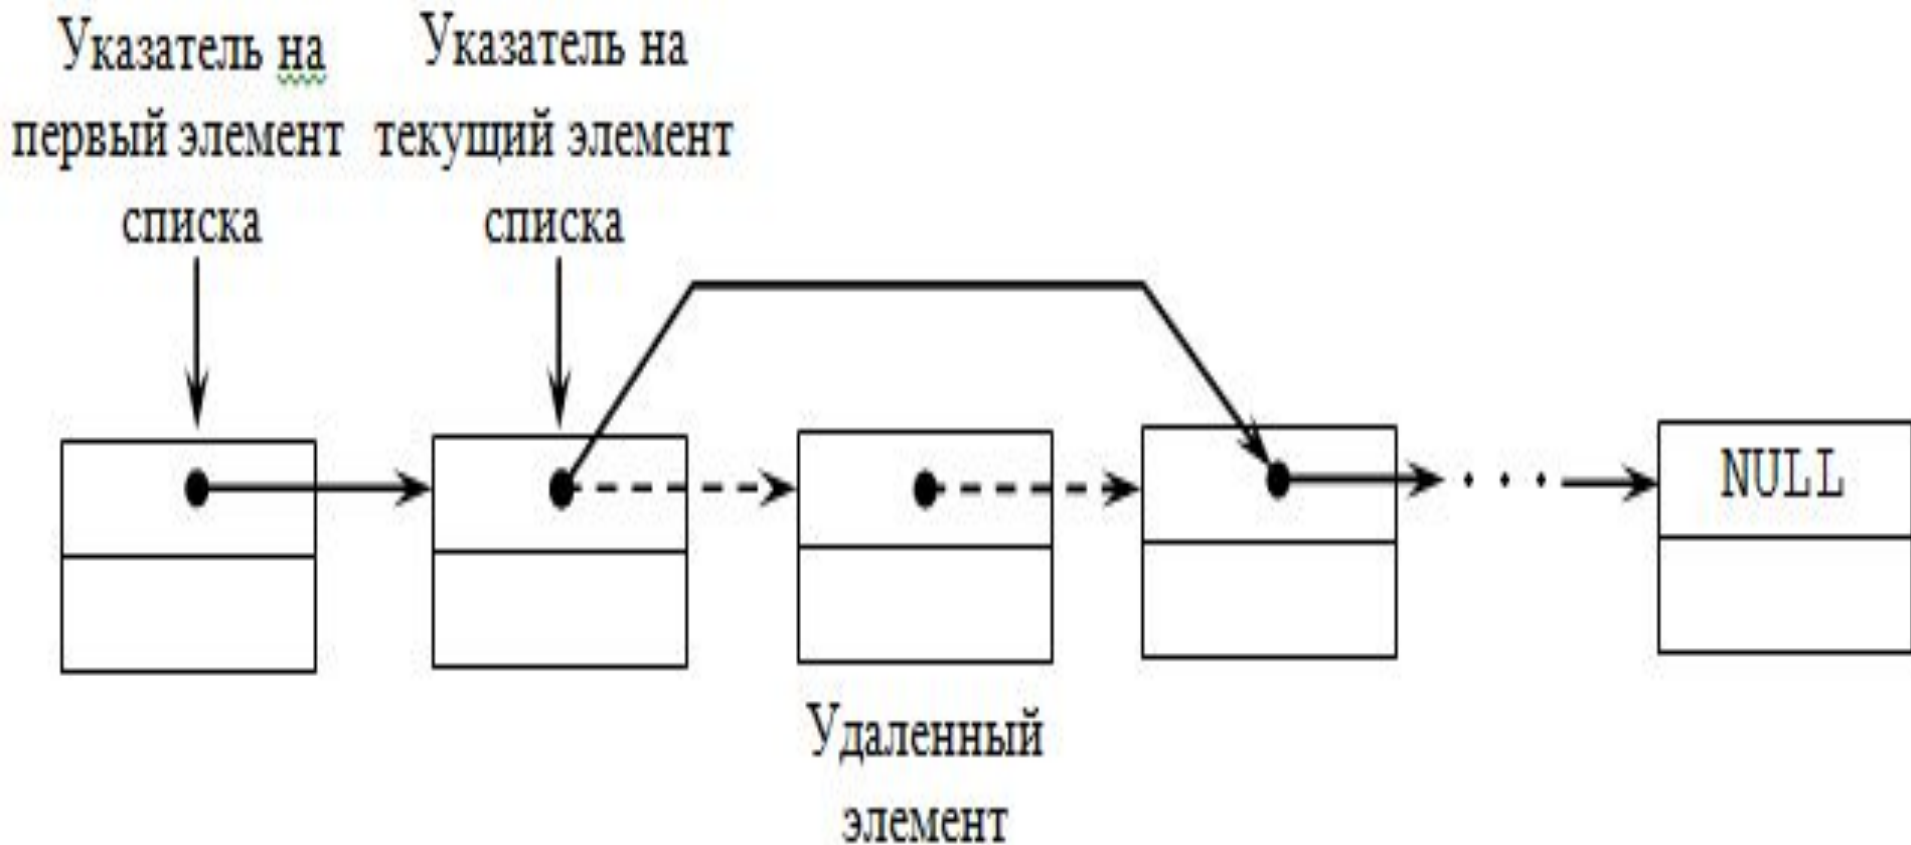 Указатель на
первый элемент
списка
Указатель на
текущий элемент
списка
NULL
Удаленный
элемент